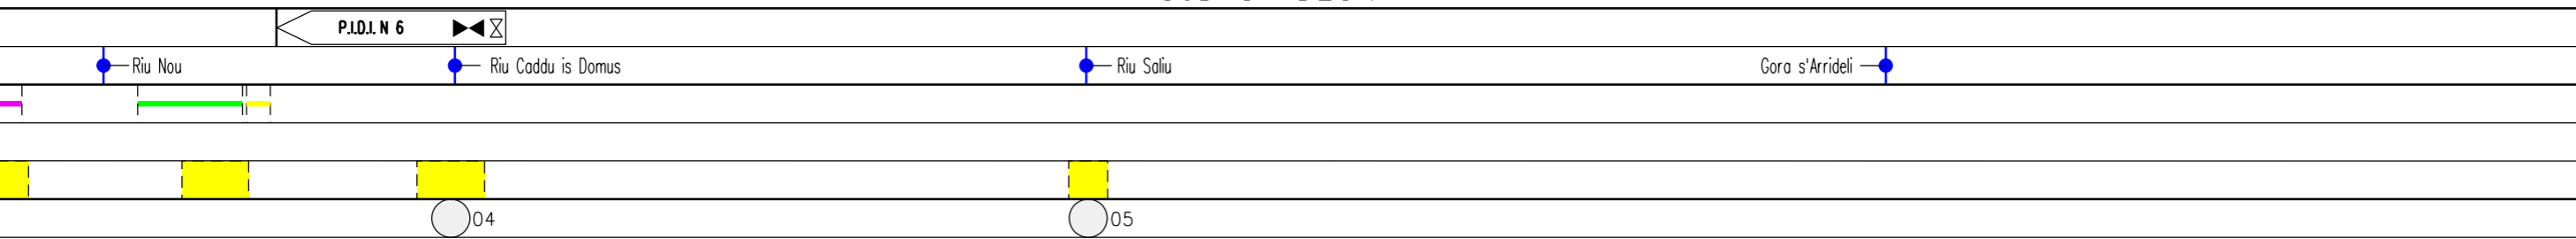 P.I.D.I. N 6
Riu Nou
Riu Caddu is Domus
Riu Saliu
Gora s'Arrideli
04
05